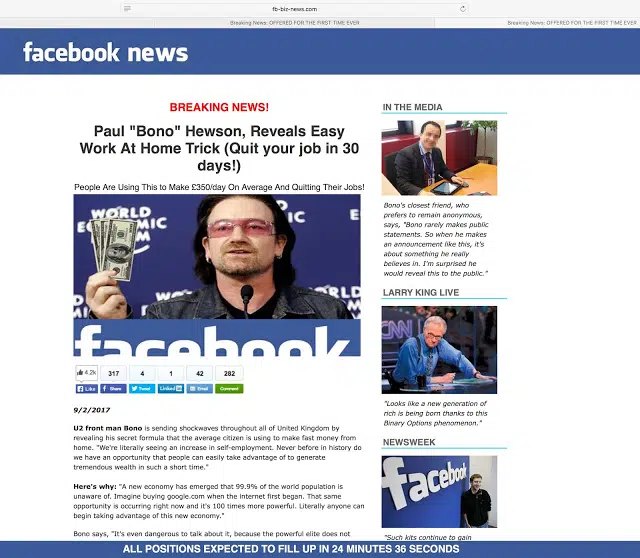 fb-biz-news.com
Breaking News: OFFERED FOR THE FIRST TIME EVER
Breaking News: OFFERED FOR THE FIRST TIME EVER
facebook news
BREAKING NEWS!
Paul "Bono" Hewson, Reveals Easy
Work At Home Trick (Quit your job in 30
days!)
People Are Using This to Make £350/day On Average And Quitting Their Jobs!
WORLD
ECONOMIC
FORUM
WORLD
facebook
4.2k
317
4
1
42
282
Like
Share
Tweet
LinkedIn
Email
Comment
9/2/2017
U2 front man Bono is sending shockwaves throughout all of United Kingdom by
revealing his secret formula that the average citizen is using to make fast money from
home. "We're literally seeing an increase in self-employment. Never before in history do
we have an opportunity that people can easily take advantage of to generate
tremendous wealth in such a short time."
Here's why: "A new economy has emerged that 99.9% of the world population is
unaware of. Imagine buying google.com when the internet first began. That same
opportunity is occurring right now and it's 100 times more powerful. Literally anyone can
begin taking advantage of this new economy."
Bono says, "It's even dangerous to talk about it, because the powerful elite does not
IN THE MEDIA
Bono's closest friend, who
prefers to remain anonymous,
says, "Bono rarely makes public
statements. So when he makes
an announcement like this, it's
about something he really
believes in. I'm surprised he
would reveal this to the public."
LARRY KING LIVE
CNN
"Looks like a new generation of
rich is being born thanks to this
Binary Options phenomenon."
NEWSWEEK
facebook
"Such kits continue to gain
ALL POSITIONS EXPECTED TO FILL UP IN 24 MINUTES 36 SECONDS